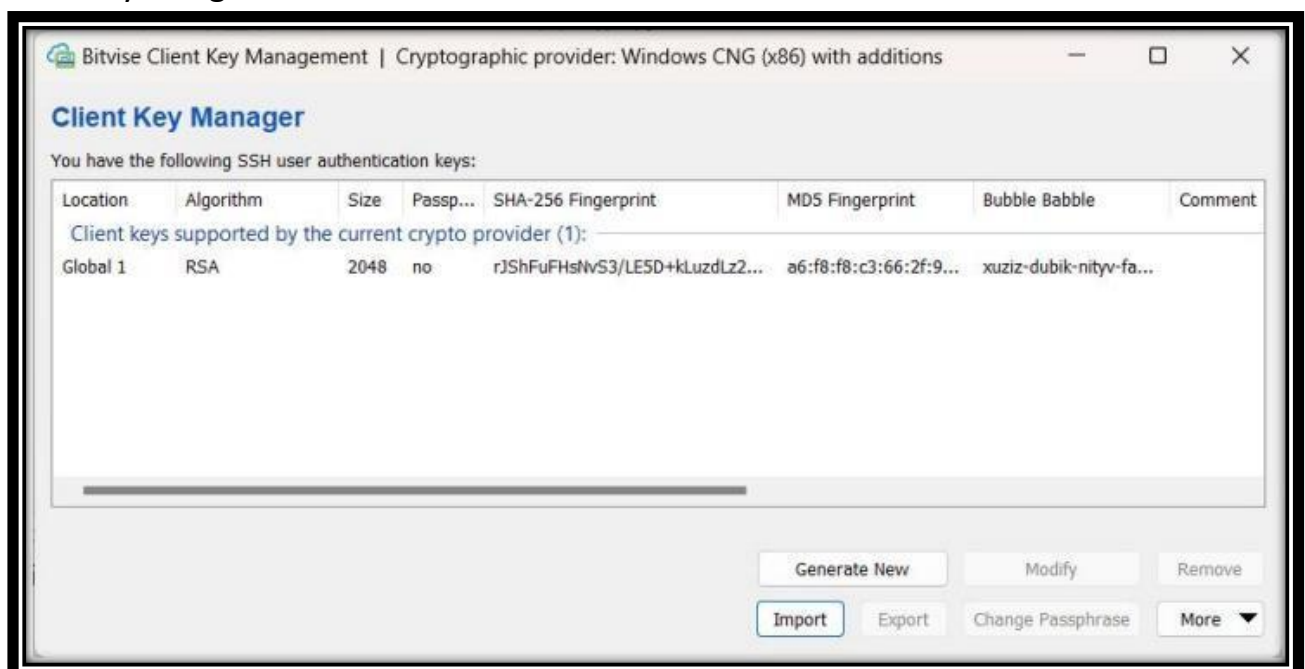 Bitvise Client Key Management | Cryptographic provider: Windows CNG (x86) with additions
Client Key Manager
You have the following SSH user authentication keys:
Location Algorithm Size Passp... SHA-256 Fingerprint MD5 Fingerprint Bubble Babble Comment
Client keys supported by the current crypto provider (1):
Global 1 RSA 2048 no rJShFuFHsNvS3/LE5D+kLuzdLz2... a6:f8:f8:c3:66:2f:9... xuziz-dubik-nityv-fa...
Generate New Modify Remove
Import Export Change Passphrase More